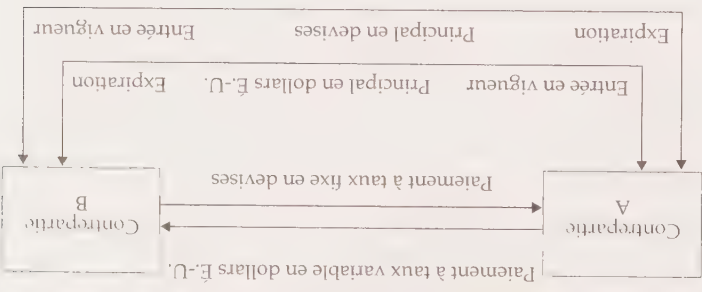 Paiement à taux variable en dollars É.-U.
Contrepartie
A
Contrepartie
B
Paiement à taux fixe en devises
Entrée en vigueur Principal en dollars É.-U. Expiration
Expiration Principal en devises Entrée en vigueur